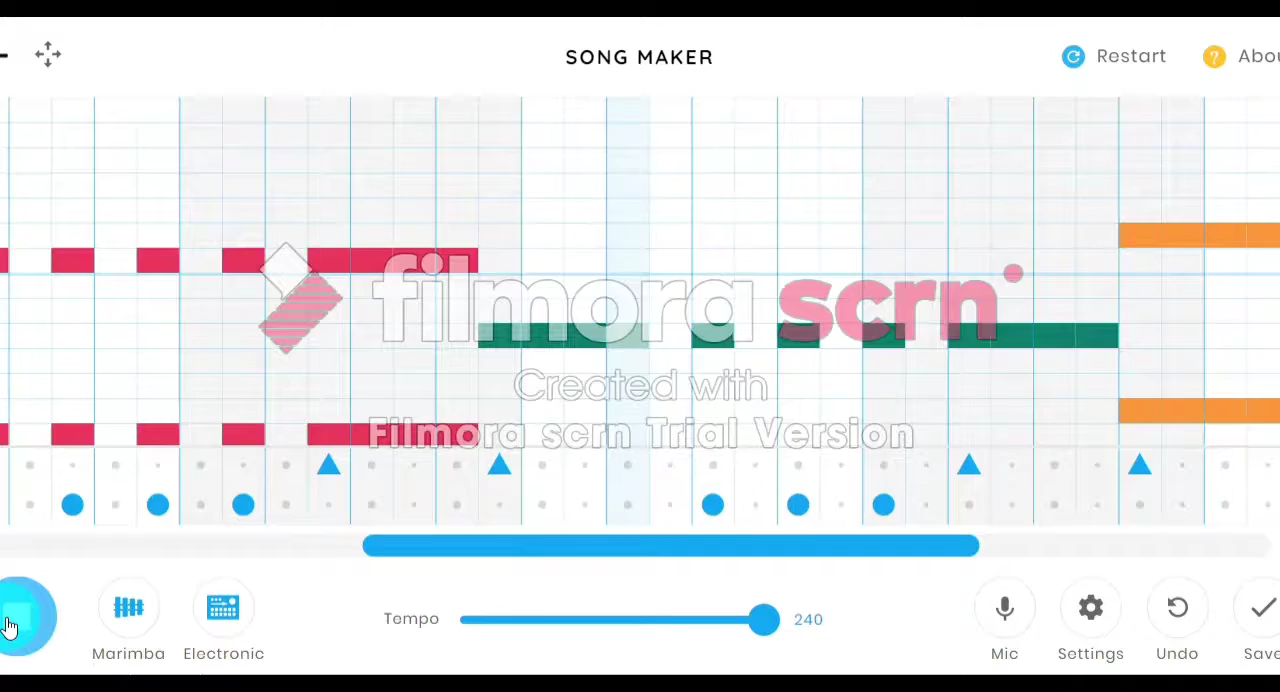 SONG MAKER
Restart
Abou
filmora scrn
Created with
Filmora scrn Trial Version
Tempo
240
Marimba
Electronic
Mic
Settings
Undo
Save